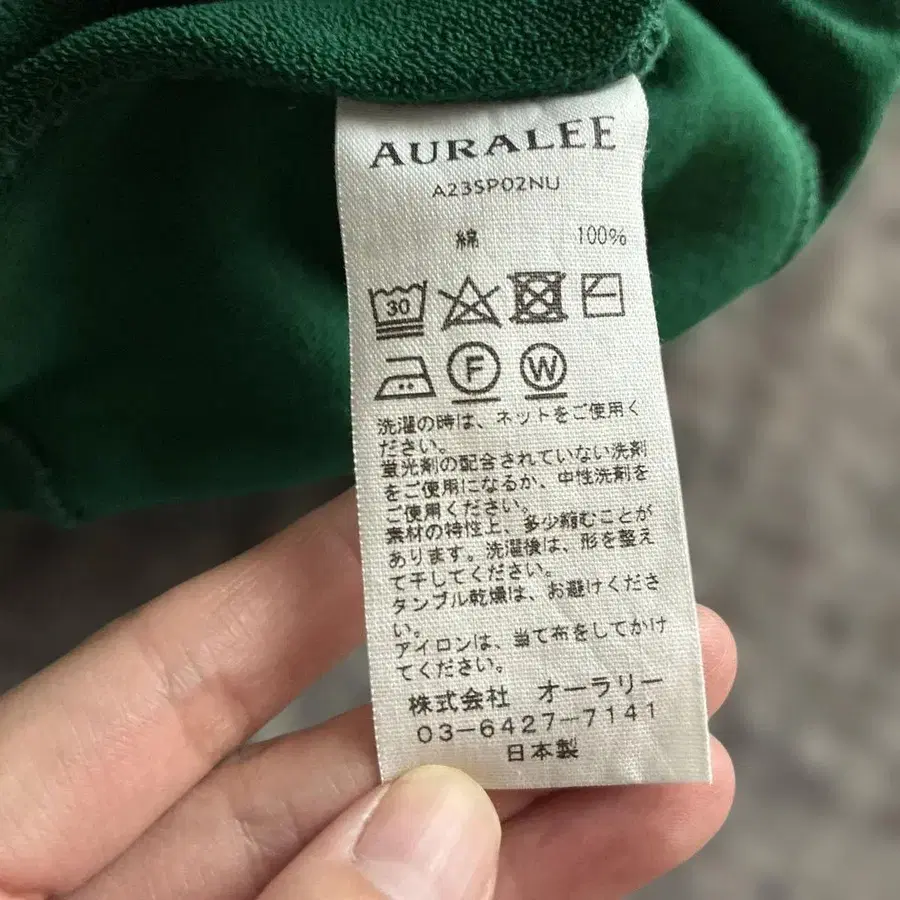 AURALEE
A23SP02NU
綿 100%
30
F W
洗濯の時は、ネットをご使用く
ださい。
蛍光剤の配合されていない洗剤
をご使用になるか、中性洗剤を
ご使用ください。
素材の特性上、多少縮むことが
あります。洗濯後は、形を整え
て干してください。
タンブル乾燥は、お避けくださ
い。
アイロンは、当て布をしてかけ
てください。
株式会社 オーラリー
03-6427-7141
日本製